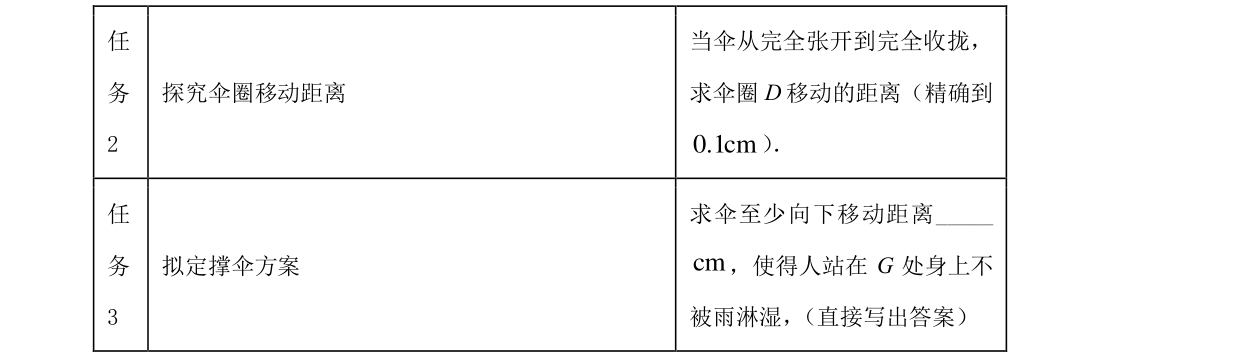 任
务
2
探究伞圈移动距离
当伞从完全张开到完全收拢，
求伞圈 D 移动的距离（精确到
0.1cm）.
任
务
3
拟定撑伞方案
求伞至少向下移动距离_____
cm，使得人站在 G 处身上不
被雨淋湿，（直接写出答案）